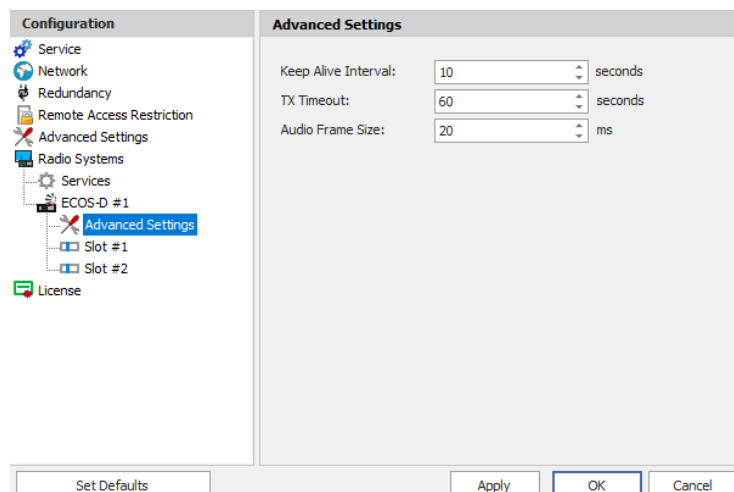 Configuration
Service
Network
Redundancy
Remote Access Restriction
Advanced Settings
Radio Systems
Services
ECOS-D #1
Advanced Settings
Slot #1
Slot #2
License
Advanced Settings
Keep Alive Interval: 10 seconds
TX Timeout: 60 seconds
Audio Frame Size: 20 ms
Set Defaults Apply OK Cancel